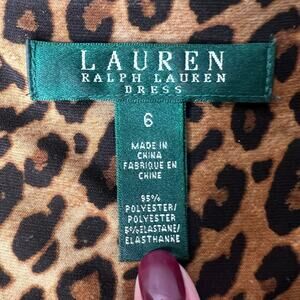 LAUREN
RALPH LAUREN
DRESS
6
MADE IN
CHINA
FABRIQUE EN
CHINE
95%
POLYESTER/
POLYESTER
5%ELASTANE/
ELASTHANNE